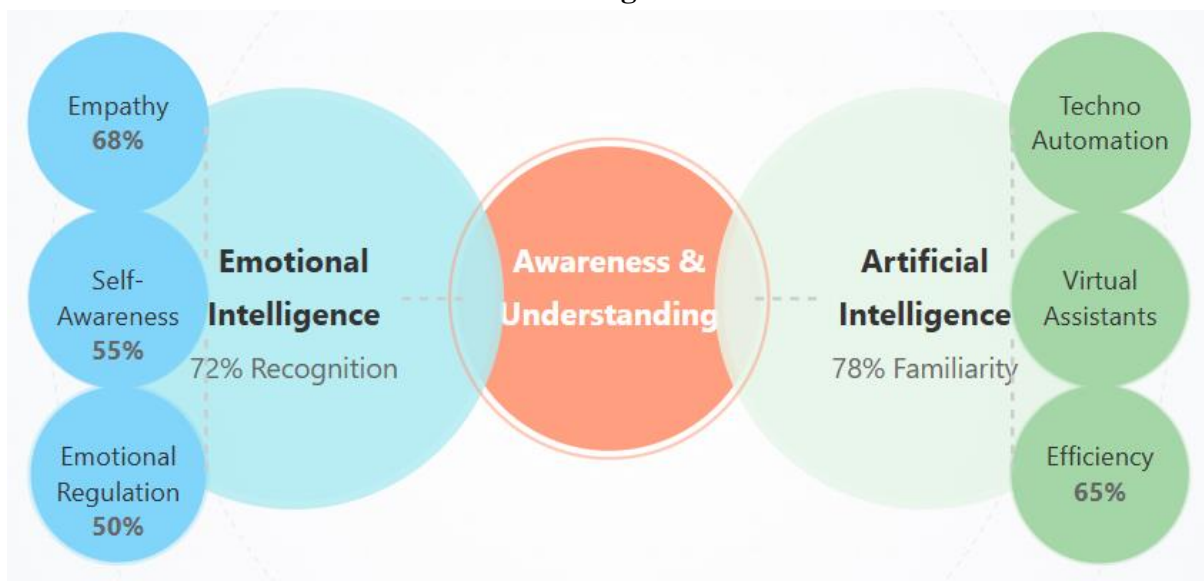 Empathy
68%
Self-
Awareness
55%
Emotional
Regulation
50%
Emotional
Intelligence
72% Recognition
Awareness &
Understanding
Artificial
Intelligence
78% Familiarity
Techno
Automation
Virtual
Assistants
Efficiency
65%